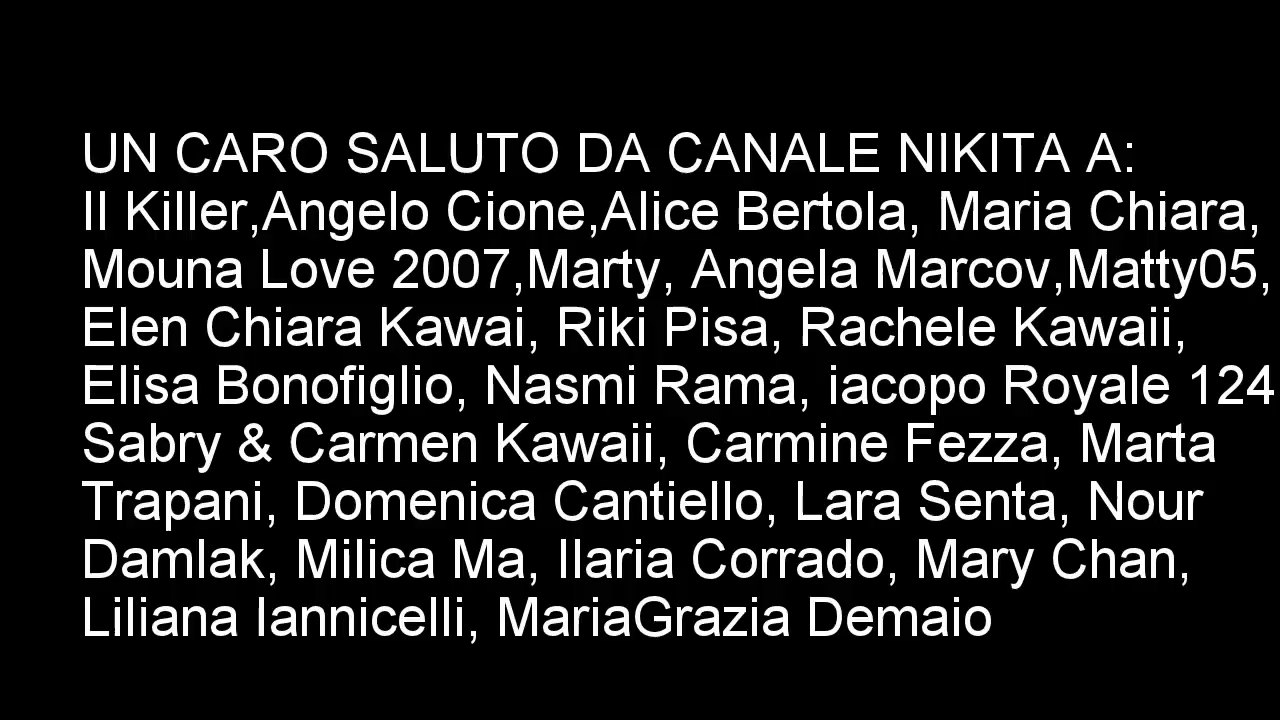 UN CARO SALUTO DA CANALE NIKITA A:
Il Killer,Angelo Cione,Alice Bertola, Maria Chiara,
Mouna Love 2007,Marty, Angela Marcov,Matty05,
Elen Chiara Kawai, Riki Pisa, Rachele Kawaii,
Elisa Bonofiglio, Nasmi Rama, iacopo Royale 124
Sabry & Carmen Kawaii, Carmine Fezza, Marta
Trapani, Domenica Cantiello, Lara Senta, Nour
Damlak, Milica Ma, Ilaria Corrado, Mary Chan,
Liliana Iannicelli, MariaGrazia Demaio